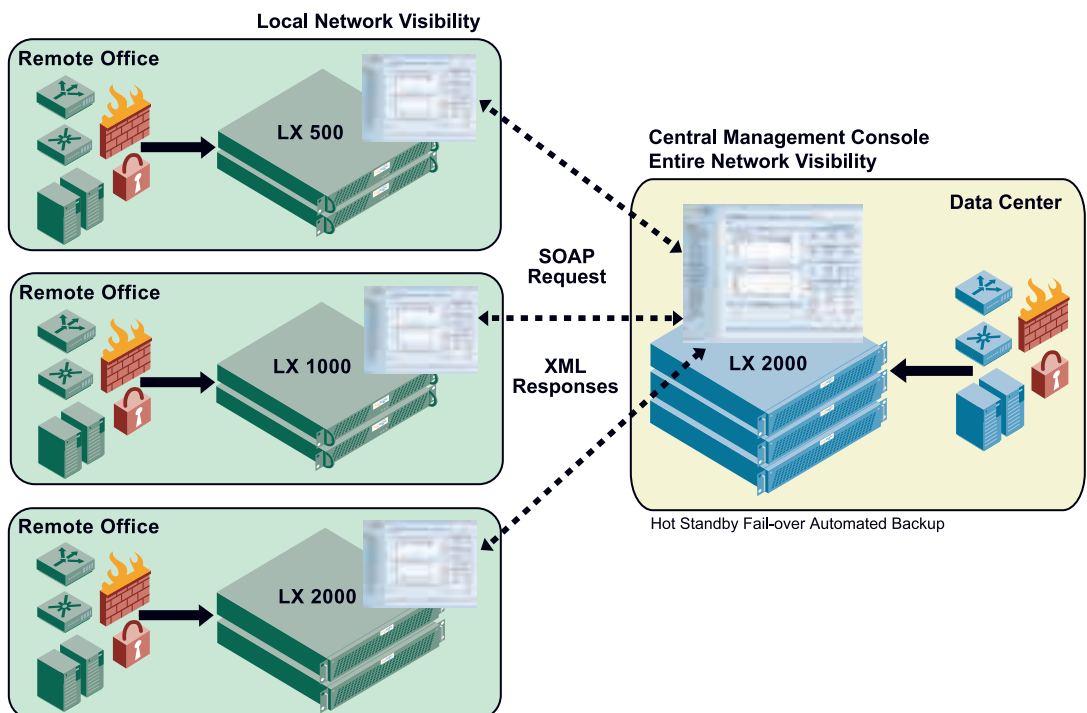 Local Network Visibility
Remote Office
LX 500
Central Management Console
Entire Network Visibility
Data Center
SOAP
Request
Remote Office
LX 1000
XML
Responses
LX 2000
Remote Office
Hot Standby Fail-over Automated Backup
LX 2000